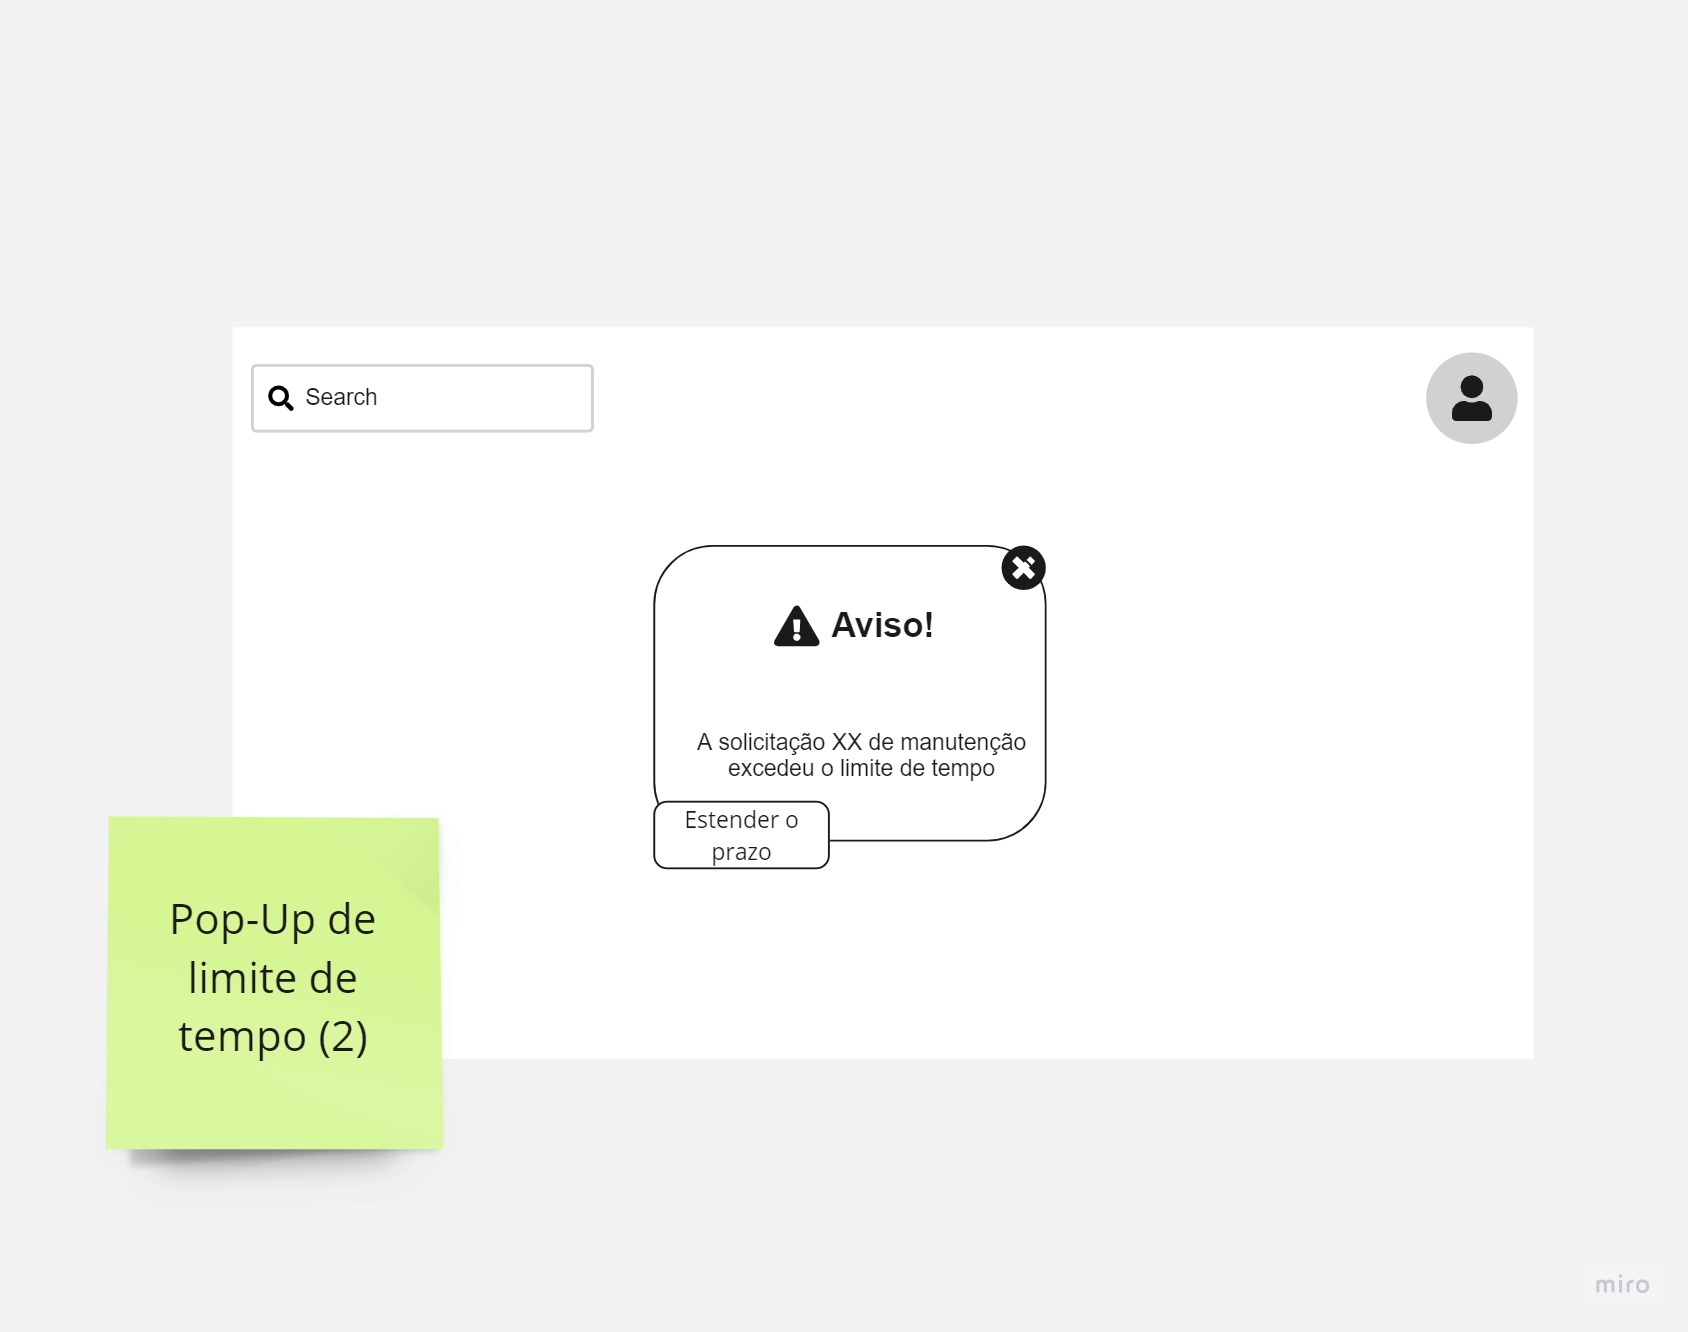 Search
Aviso!
A solicitação XX de manutenção
excedeu o limite de tempo
Estender o
prazo
Pop-Up de
limite de
tempo (2)
miro